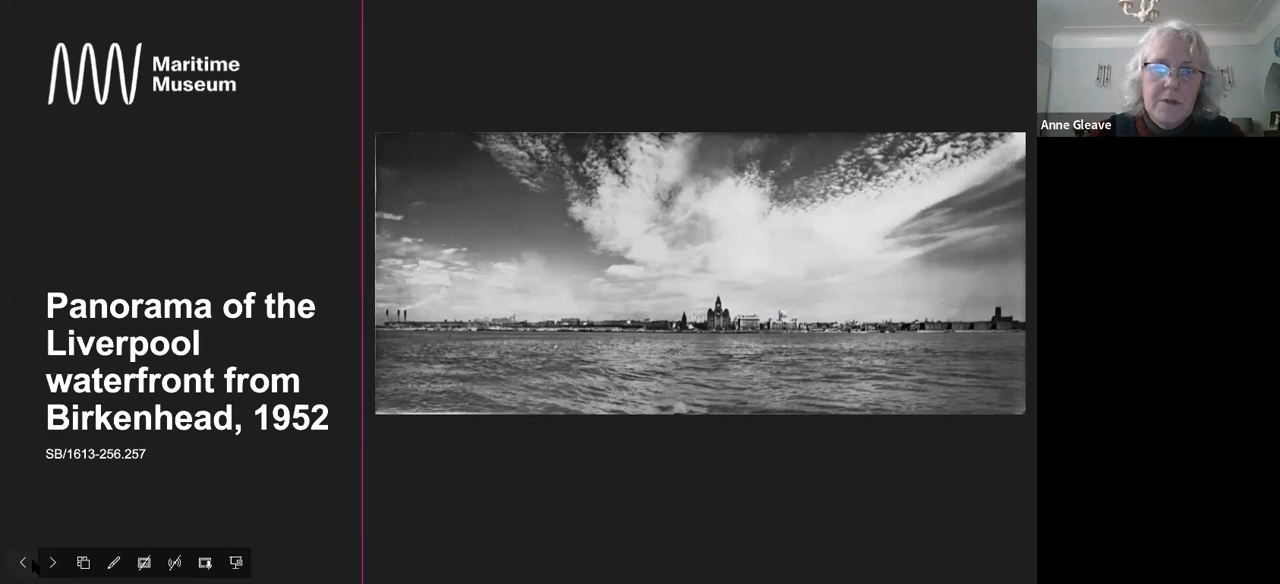 Maritime
Museum
Panorama of the
Liverpool
waterfront from
Birkenhead, 1952
SB/1613-256.257
Anne Gleave